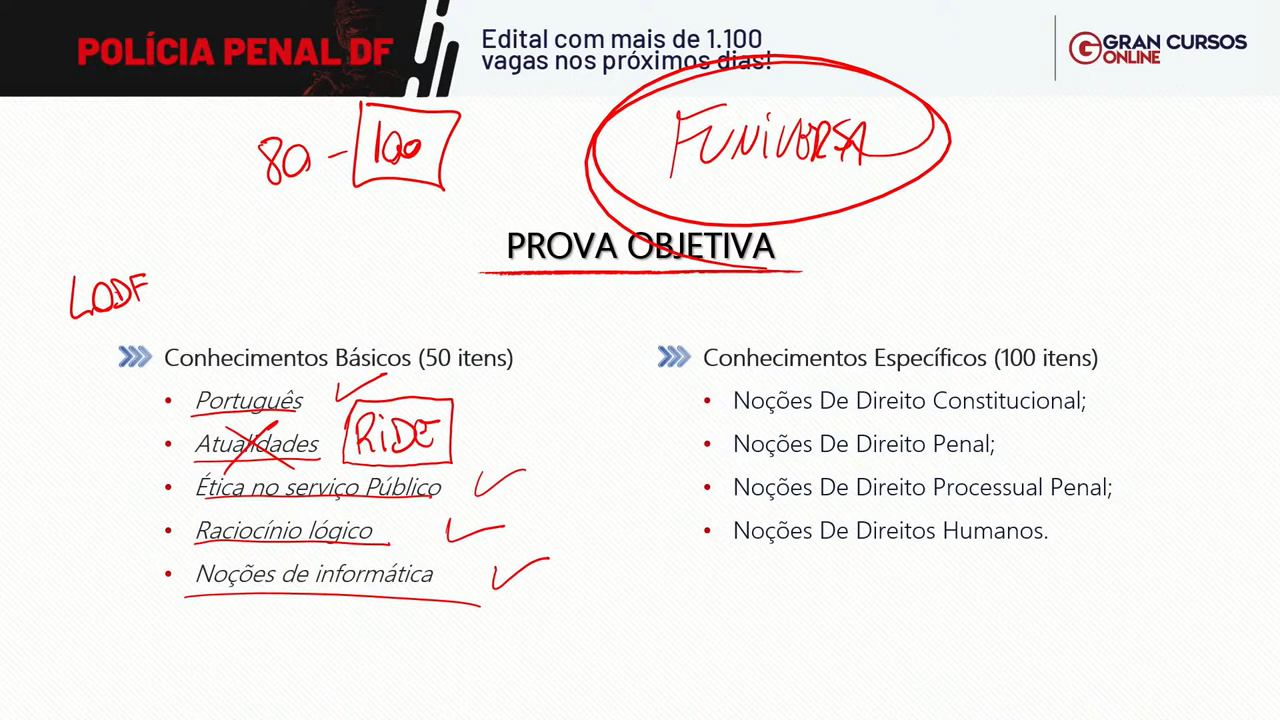 POLÍCIA PENAL DF
Edital com mais de 1.100
vagas nos próximos dias!
GRAN CURSOS
ONLINE
80 - 100
FUNIVERSA
PROVA OBJETIVA
LODF
Conhecimentos Básicos (50 itens)
• Português
• Atualidades
RIDE
• Ética no serviço Público
• Raciocínio lógico
• Noções de informática
Conhecimentos Específicos (100 itens)
• Noções De Direito Constitucional;
• Noções De Direito Penal;
• Noções De Direito Processual Penal;
• Noções De Direitos Humanos.